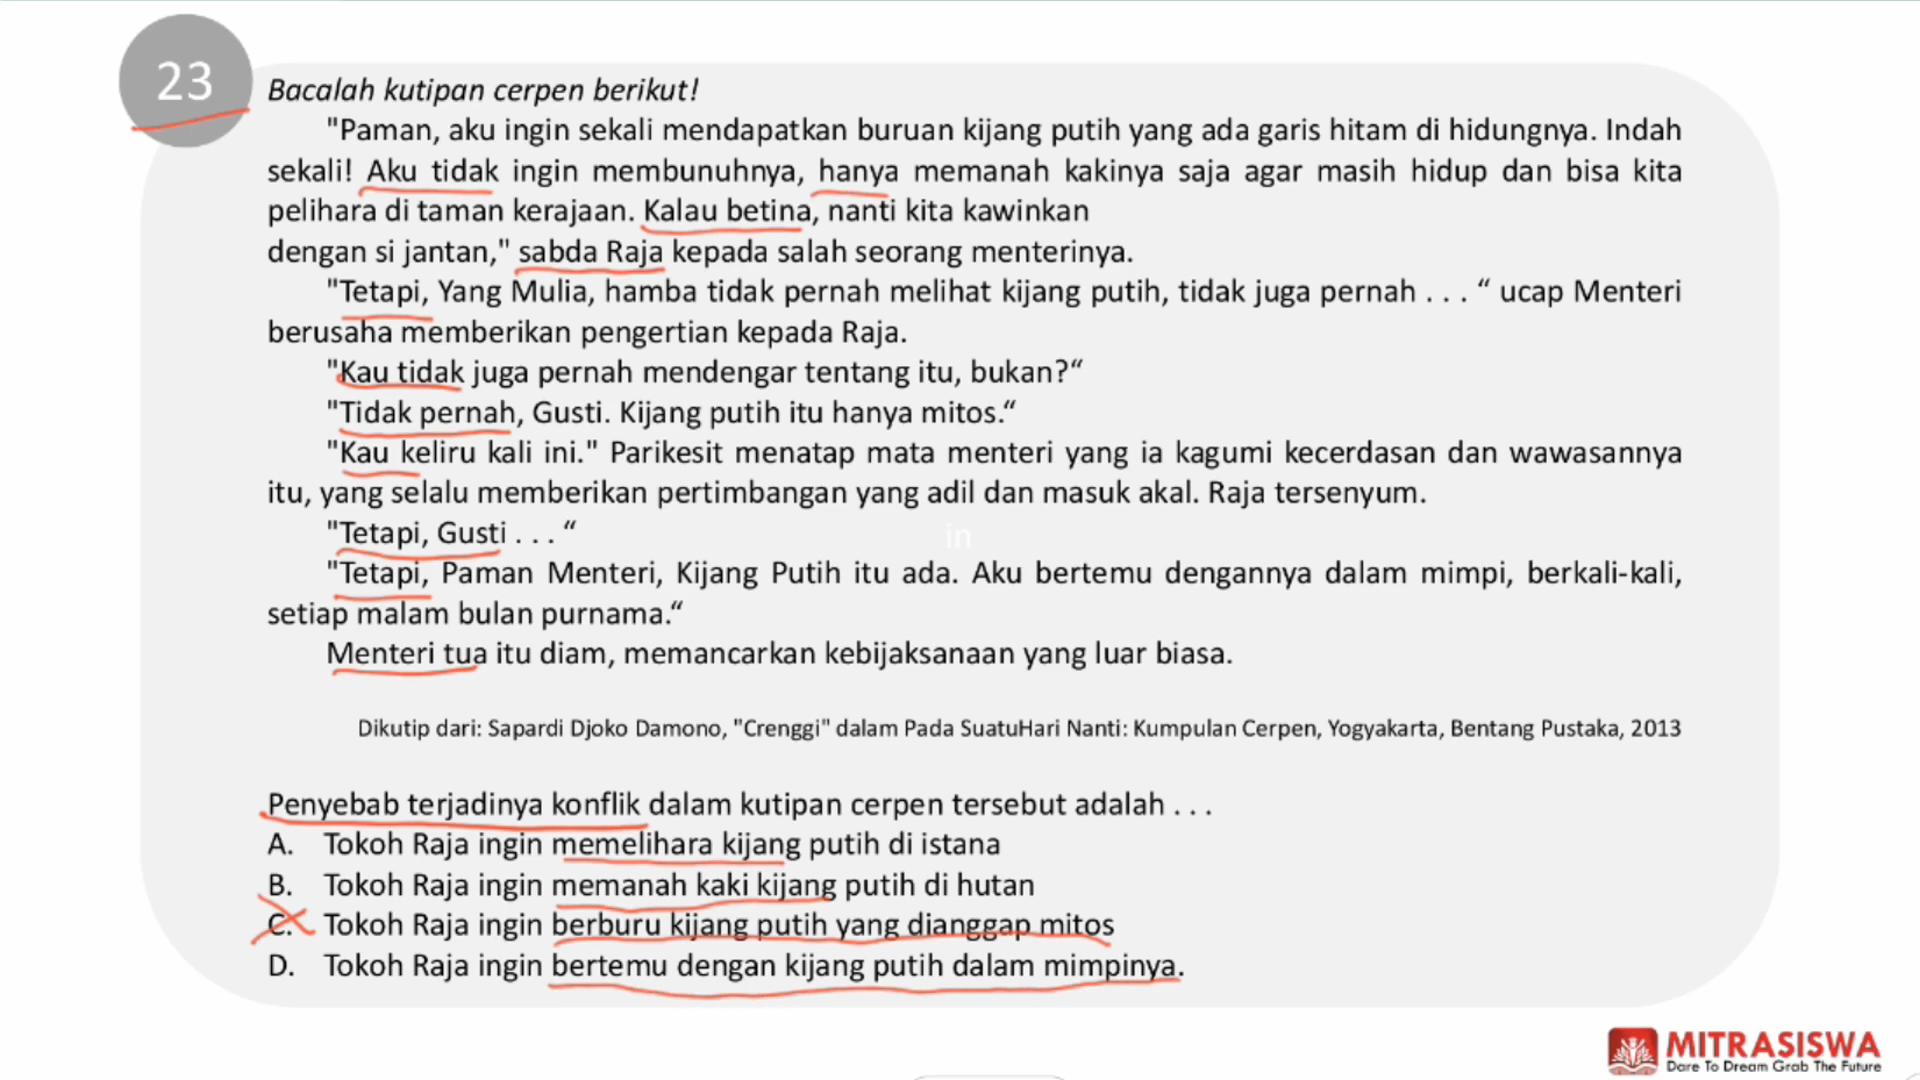 23
Bacalah kutipan cerpen berikut!
"Paman, aku ingin sekali mendapatkan buruan kijang putih yang ada garis hitam di hidungnya. Indah
sekali! Aku tidak ingin membunuhnya, hanya memanah kakinya saja agar masih hidup dan bisa kita
pelihara di taman kerajaan. Kalau betina, nanti kita kawinkan
dengan si jantan," sabda Raja kepada salah seorang menterinya.
"Tetapi, Yang Mulia, hamba tidak pernah melihat kijang putih, tidak juga pernah . . . “ ucap Menteri
berusaha memberikan pengertian kepada Raja.
"Kau tidak juga pernah mendengar tentang itu, bukan?“
"Tidak pernah, Gusti. Kijang putih itu hanya mitos.“
"Kau keliru kali ini." Parikesit menatap mata menteri yang ia kagumi kecerdasan dan wawasannya
itu, yang selalu memberikan pertimbangan yang adil dan masuk akal. Raja tersenyum.
"Tetapi, Gusti . . . “
in
"Tetapi, Paman Menteri, Kijang Putih itu ada. Aku bertemu dengannya dalam mimpi, berkali-kali,
setiap malam bulan purnama.“
Menteri tua itu diam, memancarkan kebijaksanaan yang luar biasa.
Dikutip dari: Sapardi Djoko Damono, "Crenggi" dalam Pada SuatuHari Nanti: Kumpulan Cerpen, Yogyakarta, Bentang Pustaka, 2013
Penyebab terjadinya konflik dalam kutipan cerpen tersebut adalah . . .
A. Tokoh Raja ingin memelihara kijang putih di istana
B. Tokoh Raja ingin memanah kaki kijang putih di hutan
C. Tokoh Raja ingin berburu kijang putih yang dianggap mitos
D. Tokoh Raja ingin bertemu dengan kijang putih dalam mimpinya.
MITRASISWA
Dare To Dream Grab The Future